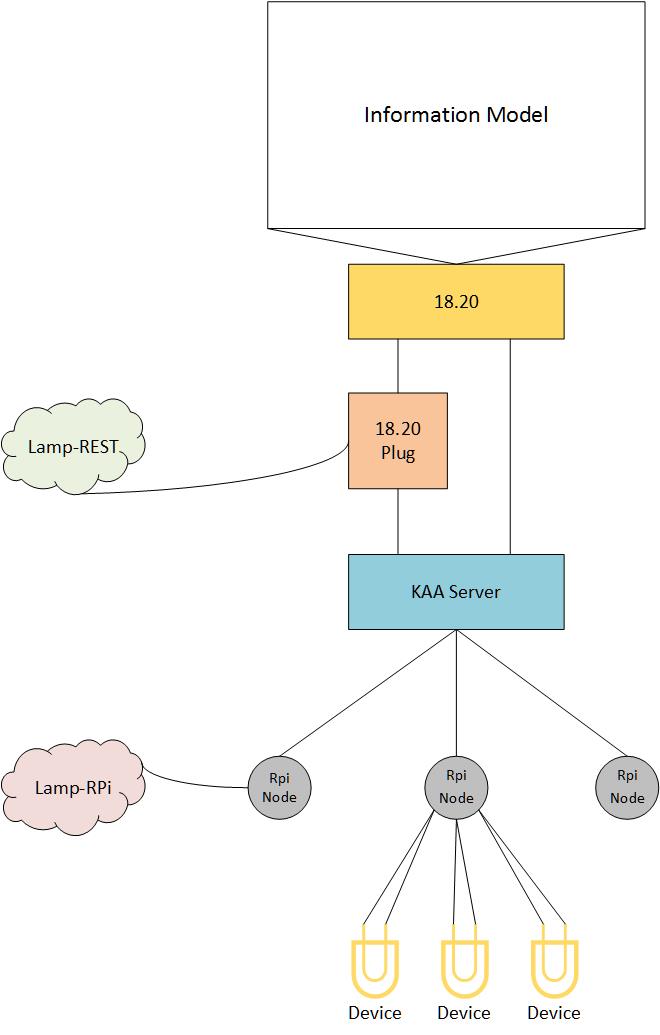 Information Model
18.20
18.20
Plug
Lamp-REST
KAA Server
Lamp-RPi
Rpi
Node
Rpi
Node
Rpi
Node
Device
Device
Device